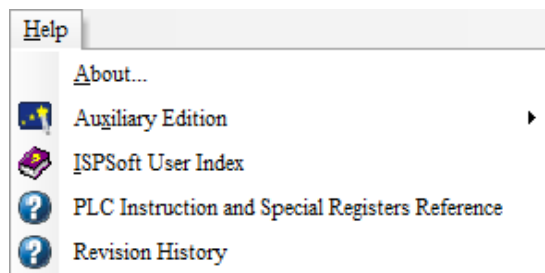 Help
About...
Auxiliary Edition
ISPSoft User Index
PLC Instruction and Special Registers Reference
Revision History